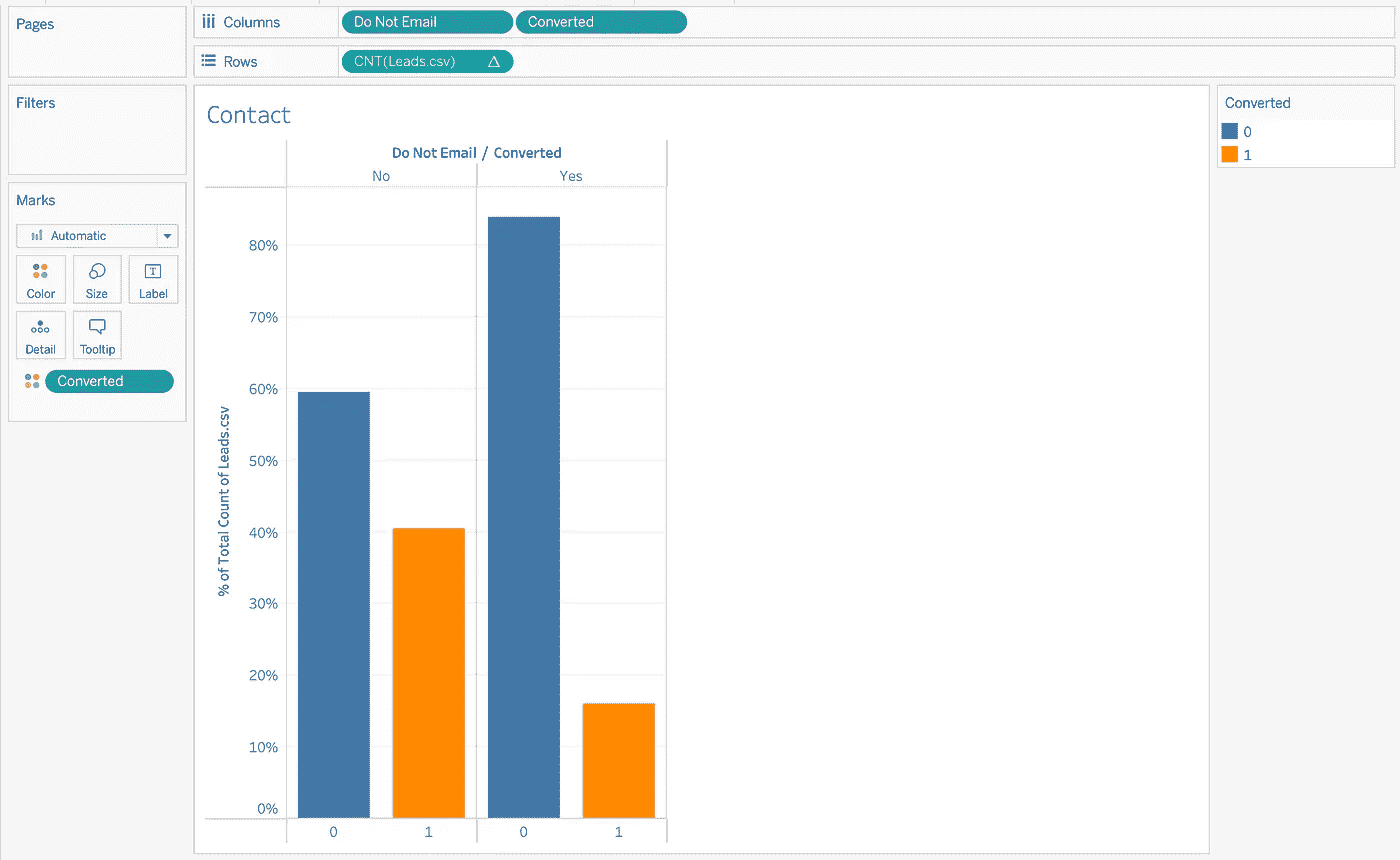 Pages
Columns
Do Not Email
Converted
Rows
CNT(Leads.csv) Δ
Filters
Marks
Automatic
Color
Size
T
Label
Detail
Tooltip
Converted
Contact
Do Not Email / Converted
No
Yes
% of Total Count of Leads.csv
80%
70%
60%
50%
40%
30%
20%
10%
0%
0
1
0
1
Converted
0
1